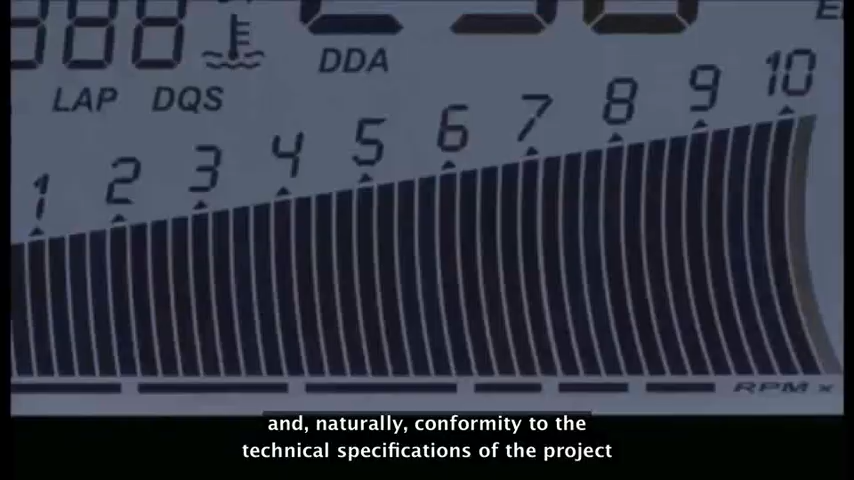 888
DDA
LAP DQS
1 2 3 4 5 6 7 8 9 10
RPM x
and, naturally, conformity to the
technical specifications of the project